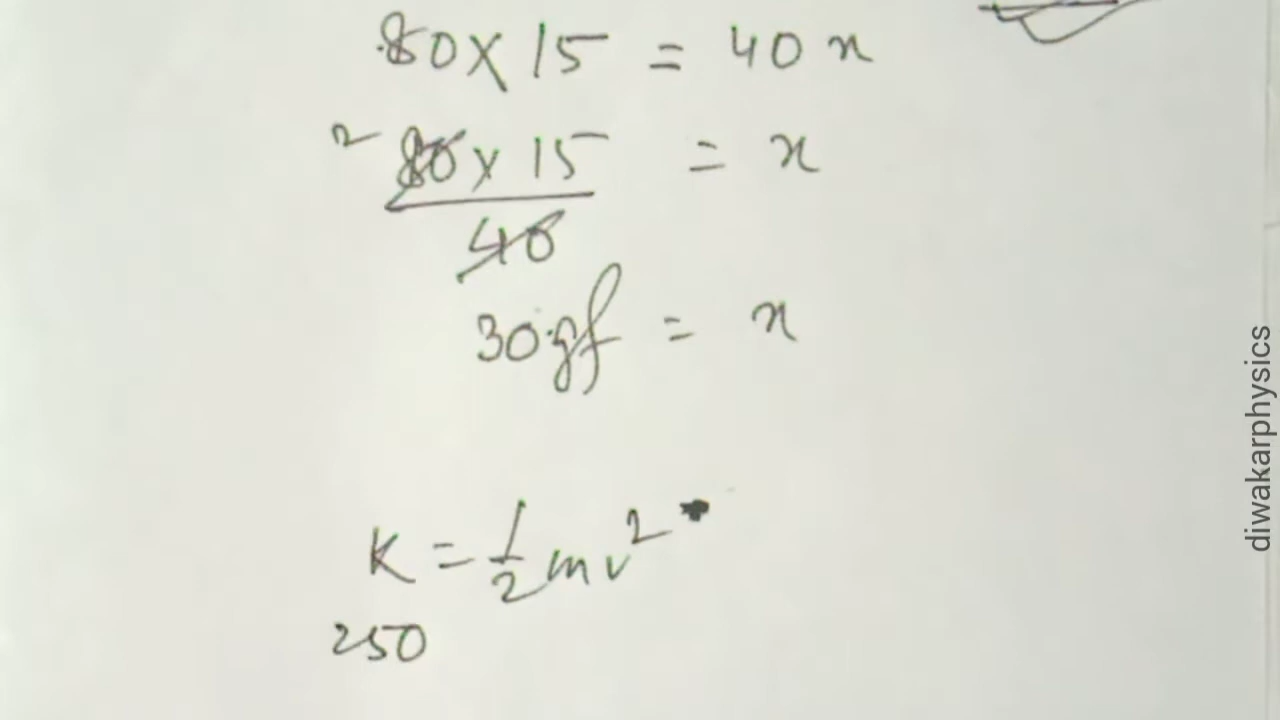 80 x 15 = 40 x
2 80 x 15 = x
40
30 gf = x
K = 1/2 mv²
250
diwakarphysics